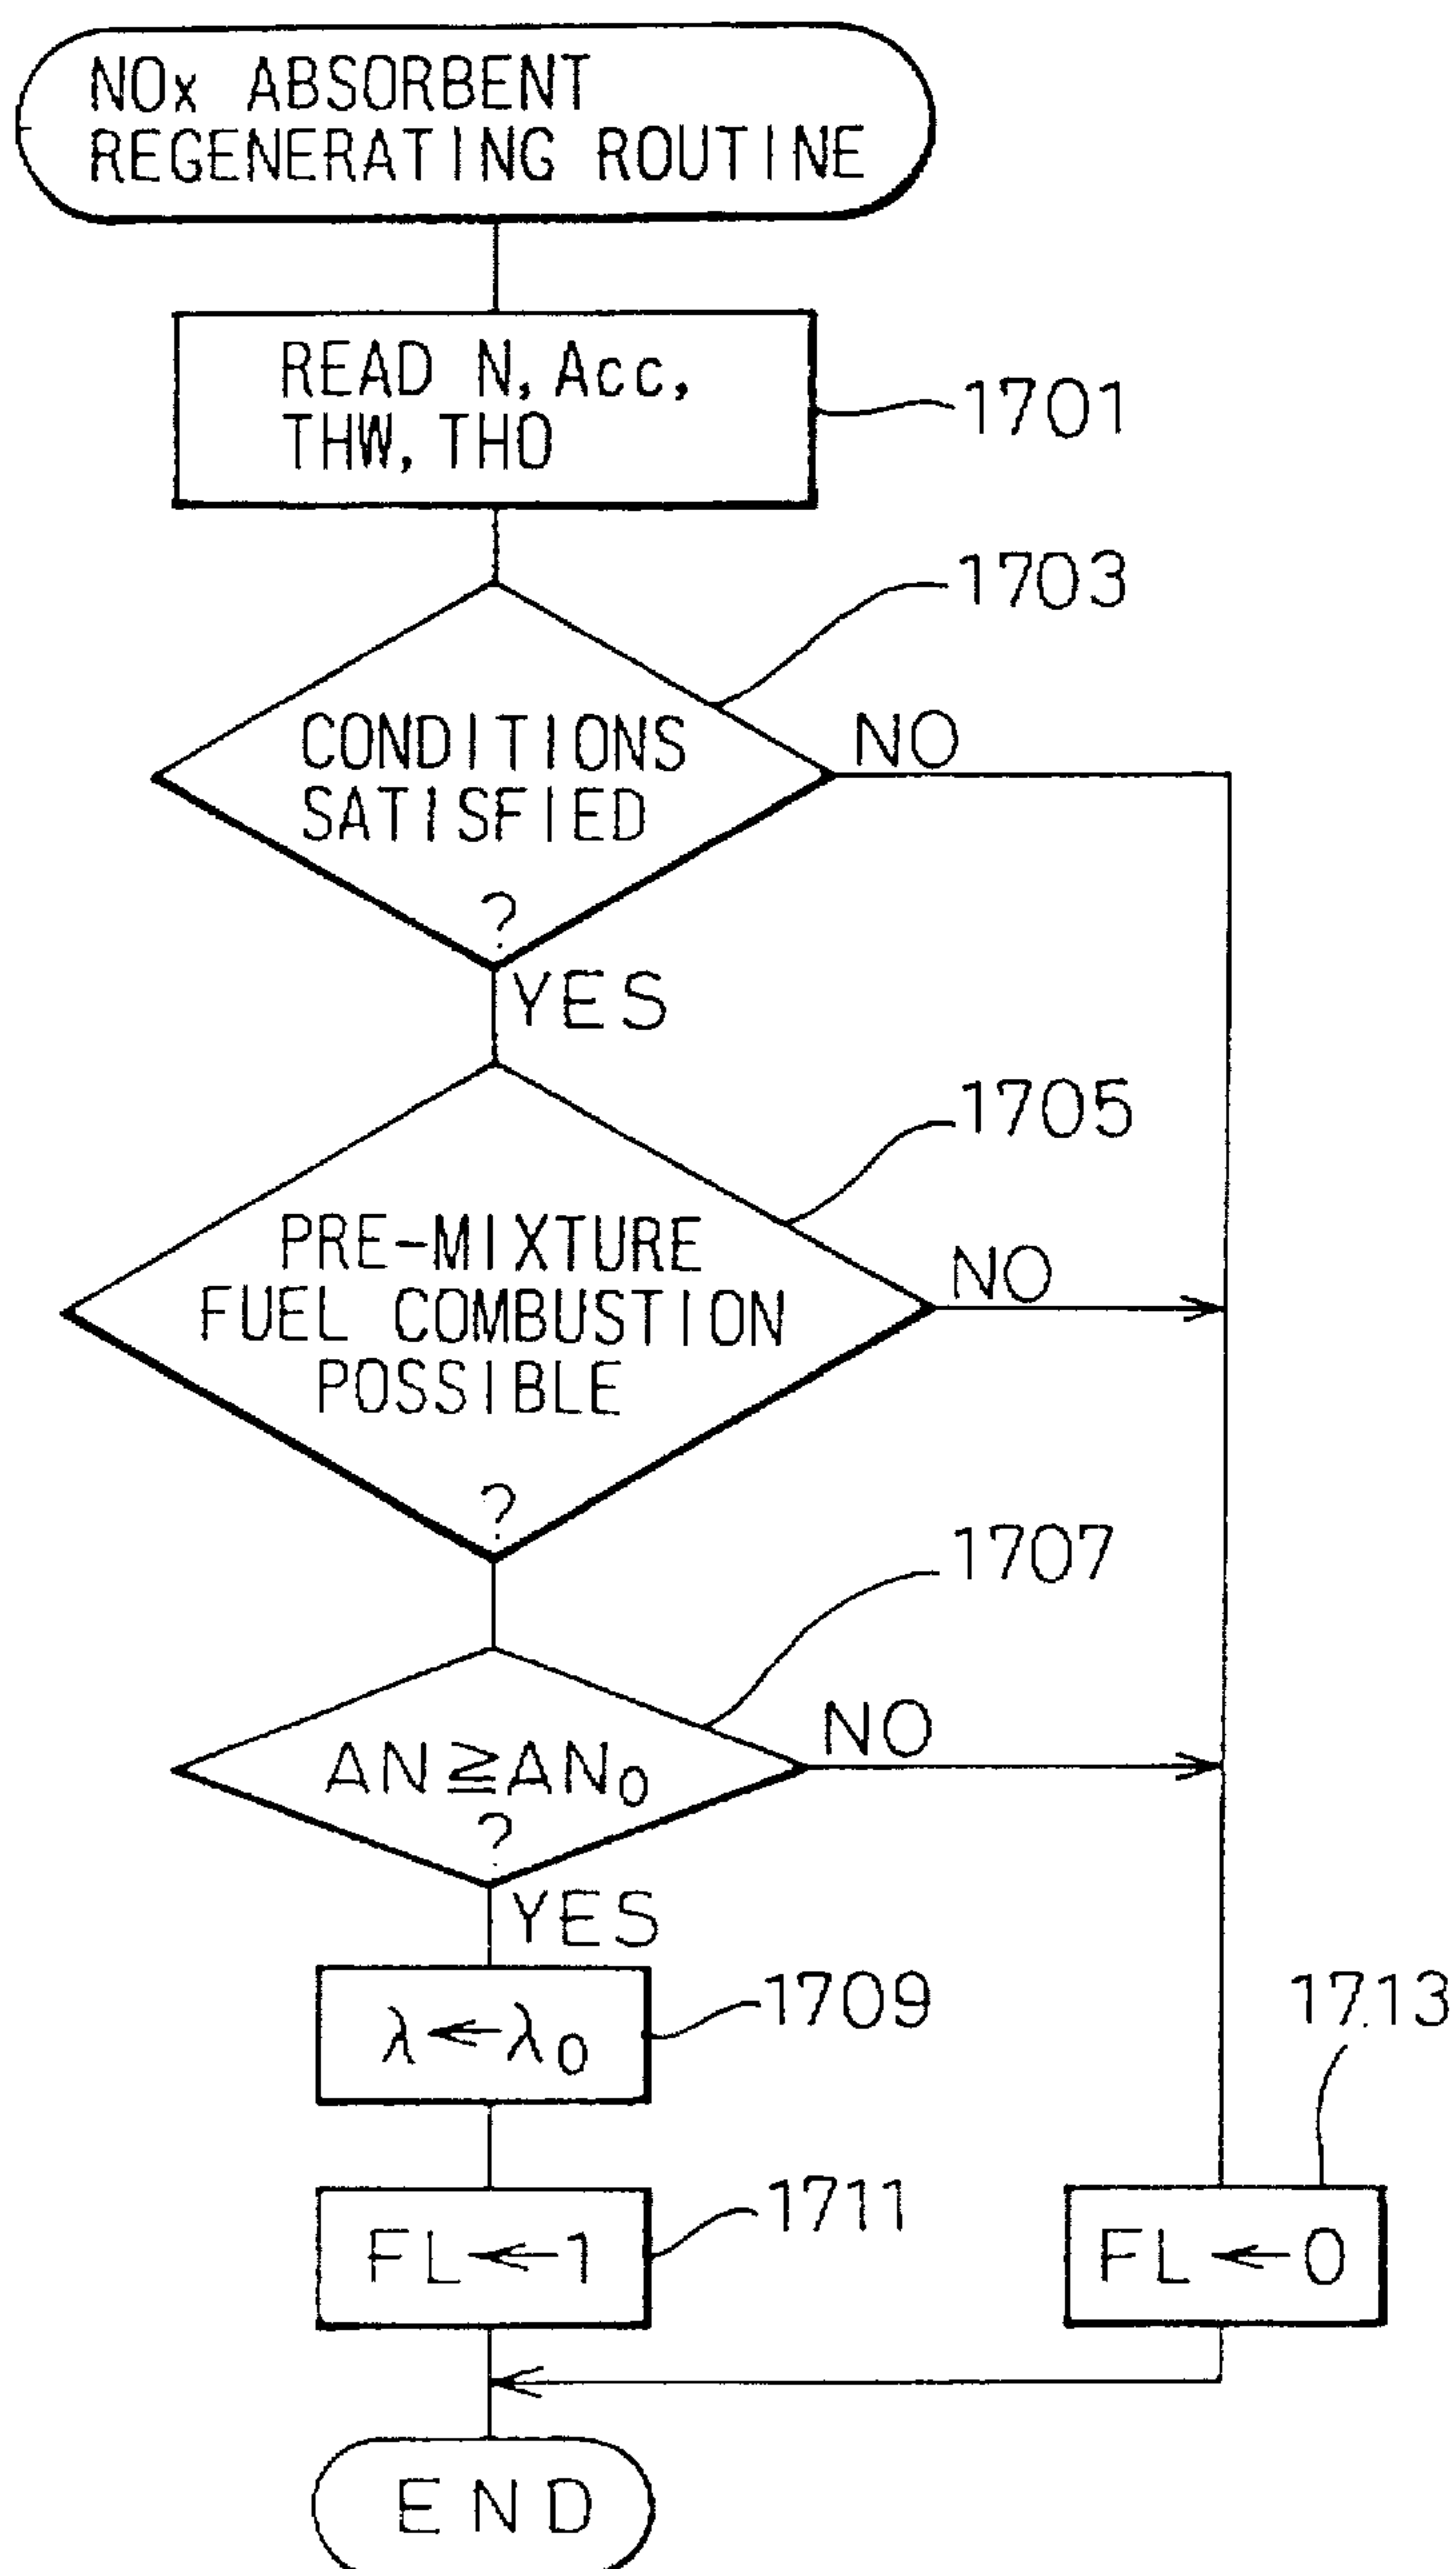 NOx ABSORBENT
REGENERATING ROUTINE
READ N, Acc,
THW, THO
1701
1703
CONDITIONS
SATISFIED
?
NO
YES
1705
PRE-MIXTURE
FUEL COMBUSTION
POSSIBLE
?
NO
1707
AN≧AN₀
?
NO
YES
λ←λ₀
1709
1713
FL←1
1711
FL←0
END